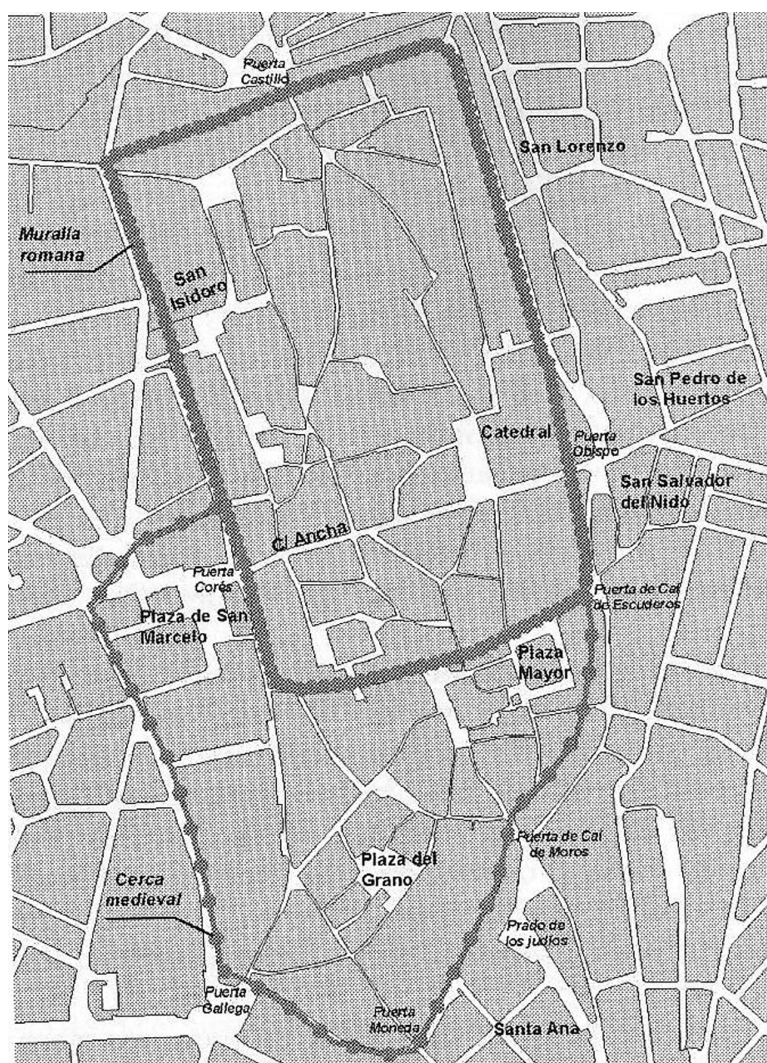 Puerta
Castillo
San Lorenzo
Muralla
romana
San
Isidoro
San Pedro de
los Huertos
Catedral
Puerta
Obispo
San Salvador
del Nido
C/ Ancha
Puerta
Corés
Puerta de Cal
de Escuderos
Plaza de San
Marcelo
Plaza
Mayor
Puerta de Cal
de Moros
Plaza del
Grano
Cerca
medieval
Prado de
los judios
Puerta
Gallega
Puerta
Moneda
Santa Ana